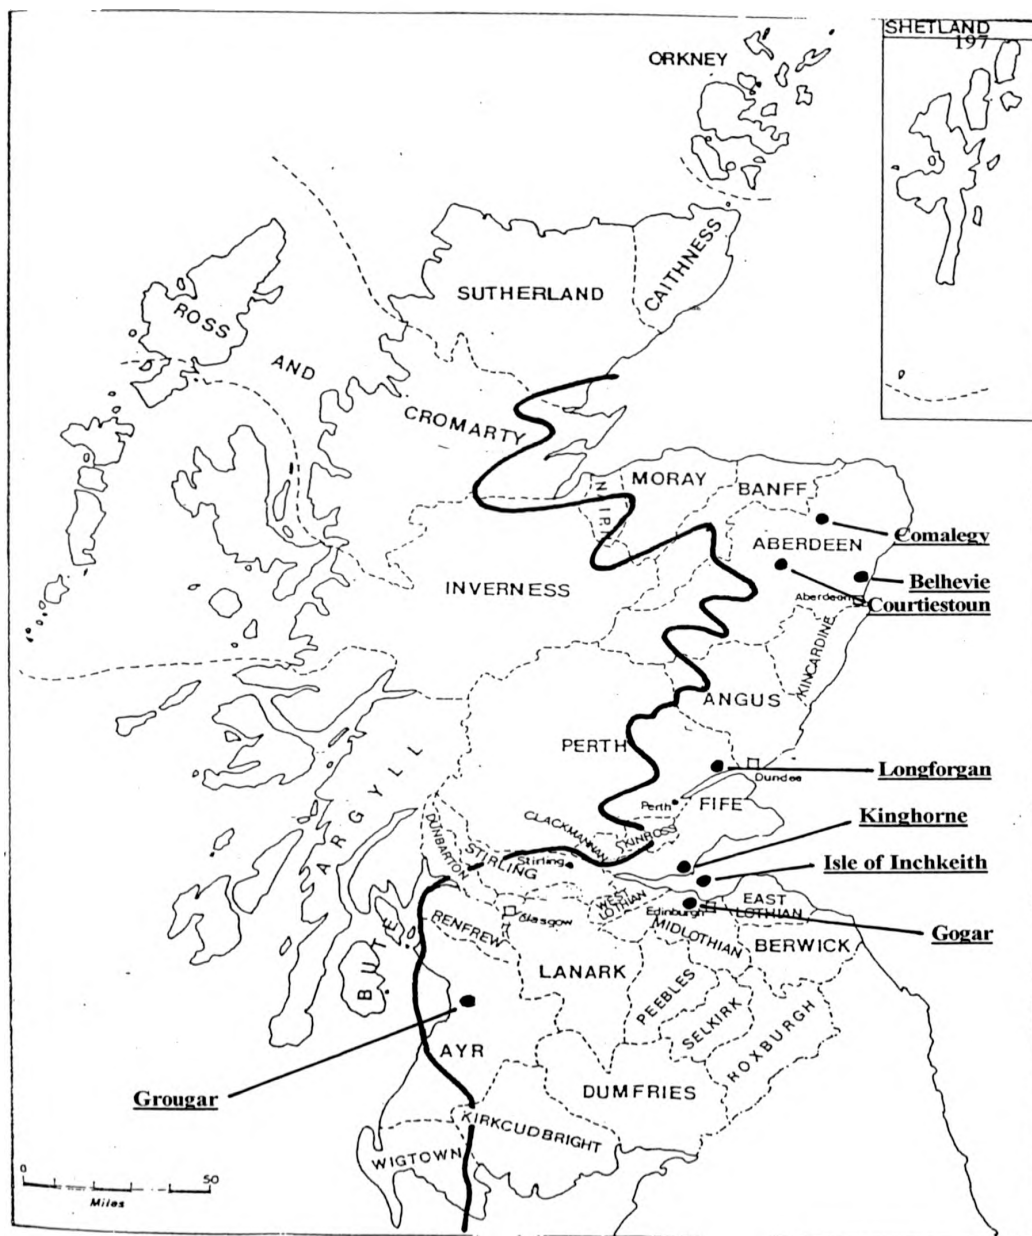 SHETLAND
197
ORKNEY
CAITHNESS
SUTHERLAND
ROSS
AND
CROMARTY
MORAY
NAIRN
BANFF
Comalegy
ABERDEEN
Belhevie
INVERNESS
Aberdeen
Courtiestoun
KINCARDINE
ANGUS
PERTH
Longforgan
Dundee
ARGYLL
Perth
FIFE
Kinghorne
CLACKMANNAN
KINROSS
DUNBARTON
STIRLING
Stirling
Isle of Inchkeith
WEST
LOTHIAN
EAST
LOTHIAN
Edinburgh
Glasgow
RENFREW
MIDLOTHIAN
Gogar
BERWICK
BUTE
LANARK
PEEBLES
SELKIRK
ROXBURGH
AYR
DUMFRIES
Grougar
KIRKCUDBRIGHT
WIGTOWN
0
50
Miles